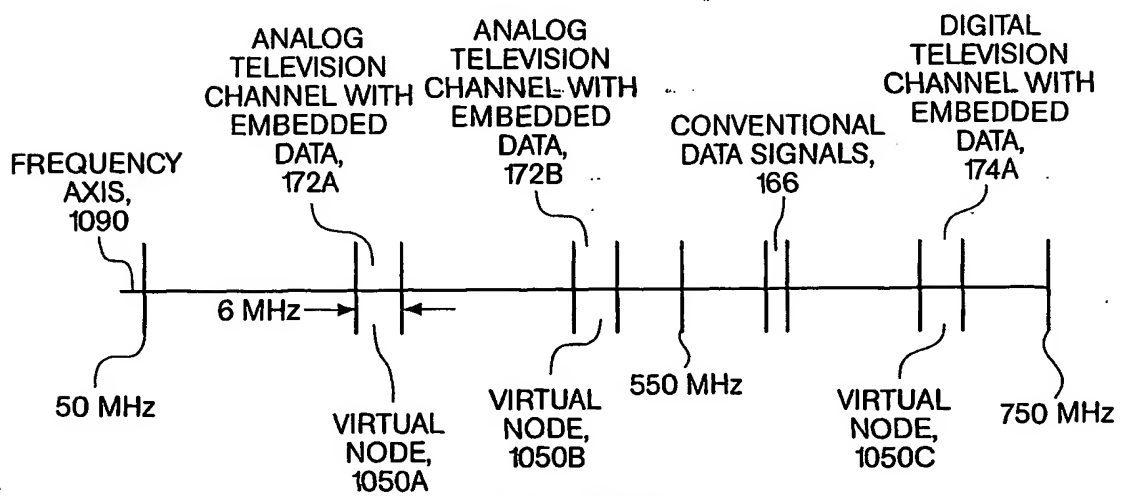 ANALOG
TELEVISION
CHANNEL WITH
EMBEDDED
DATA,
172A
ANALOG
TELEVISION
CHANNEL WITH
EMBEDDED
DATA,
172B
CONVENTIONAL
DATA SIGNALS,
166
DIGITAL
TELEVISION
CHANNEL WITH
EMBEDDED
DATA,
174A
FREQUENCY
AXIS,
1090
6 MHz
50 MHz
VIRTUAL
NODE,
1050A
VIRTUAL
NODE,
1050B
550 MHz
VIRTUAL
NODE,
1050C
750 MHz